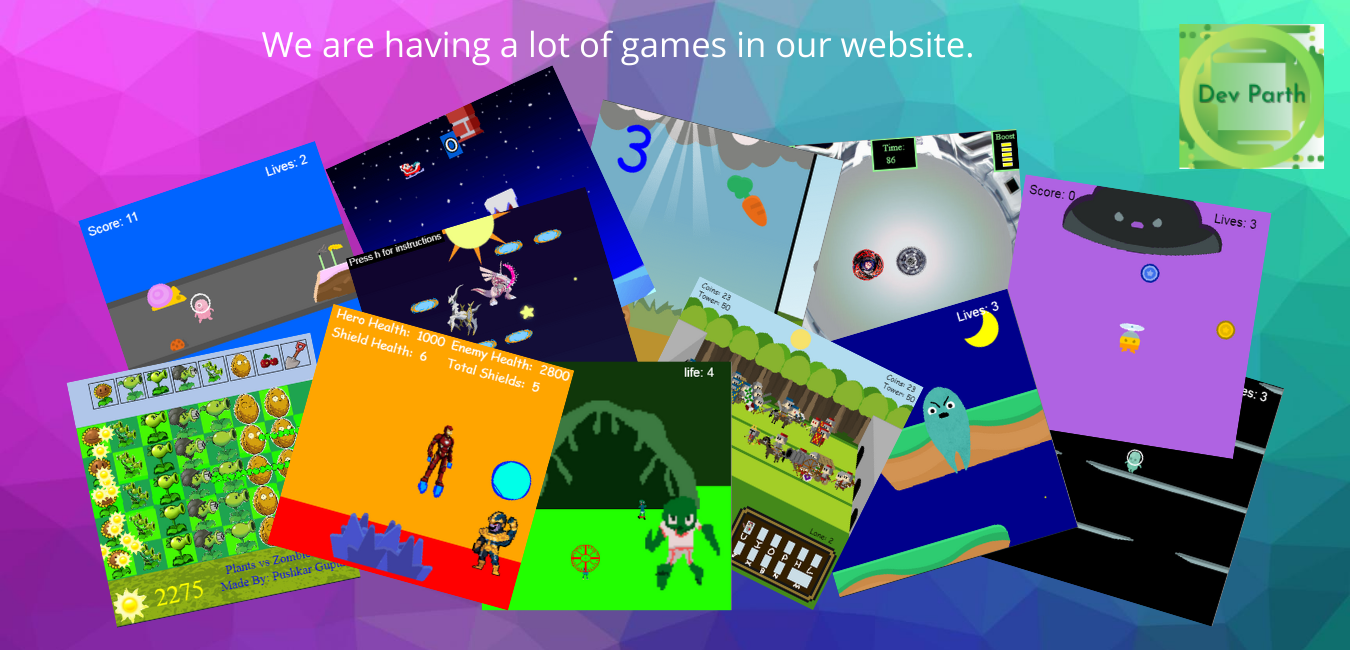 We are having a lot of games in our website.
Dev Parth
Lives: 2
Score: 11
O
3
Time:
86
Boost
Score: 0
Lives: 3
Press h for instructions
Coins: 23
Tower: 50
Lives: 3
Hero Health: 1000 Enemy Health: 2800
Shield Health: 6 Total Shields: 5
life: 4
Coins: 23
Tower: 50
es: 3
Lane: 2
U I O P H L
Plants vs Zombie
Made By: Pushkar Gup
2275